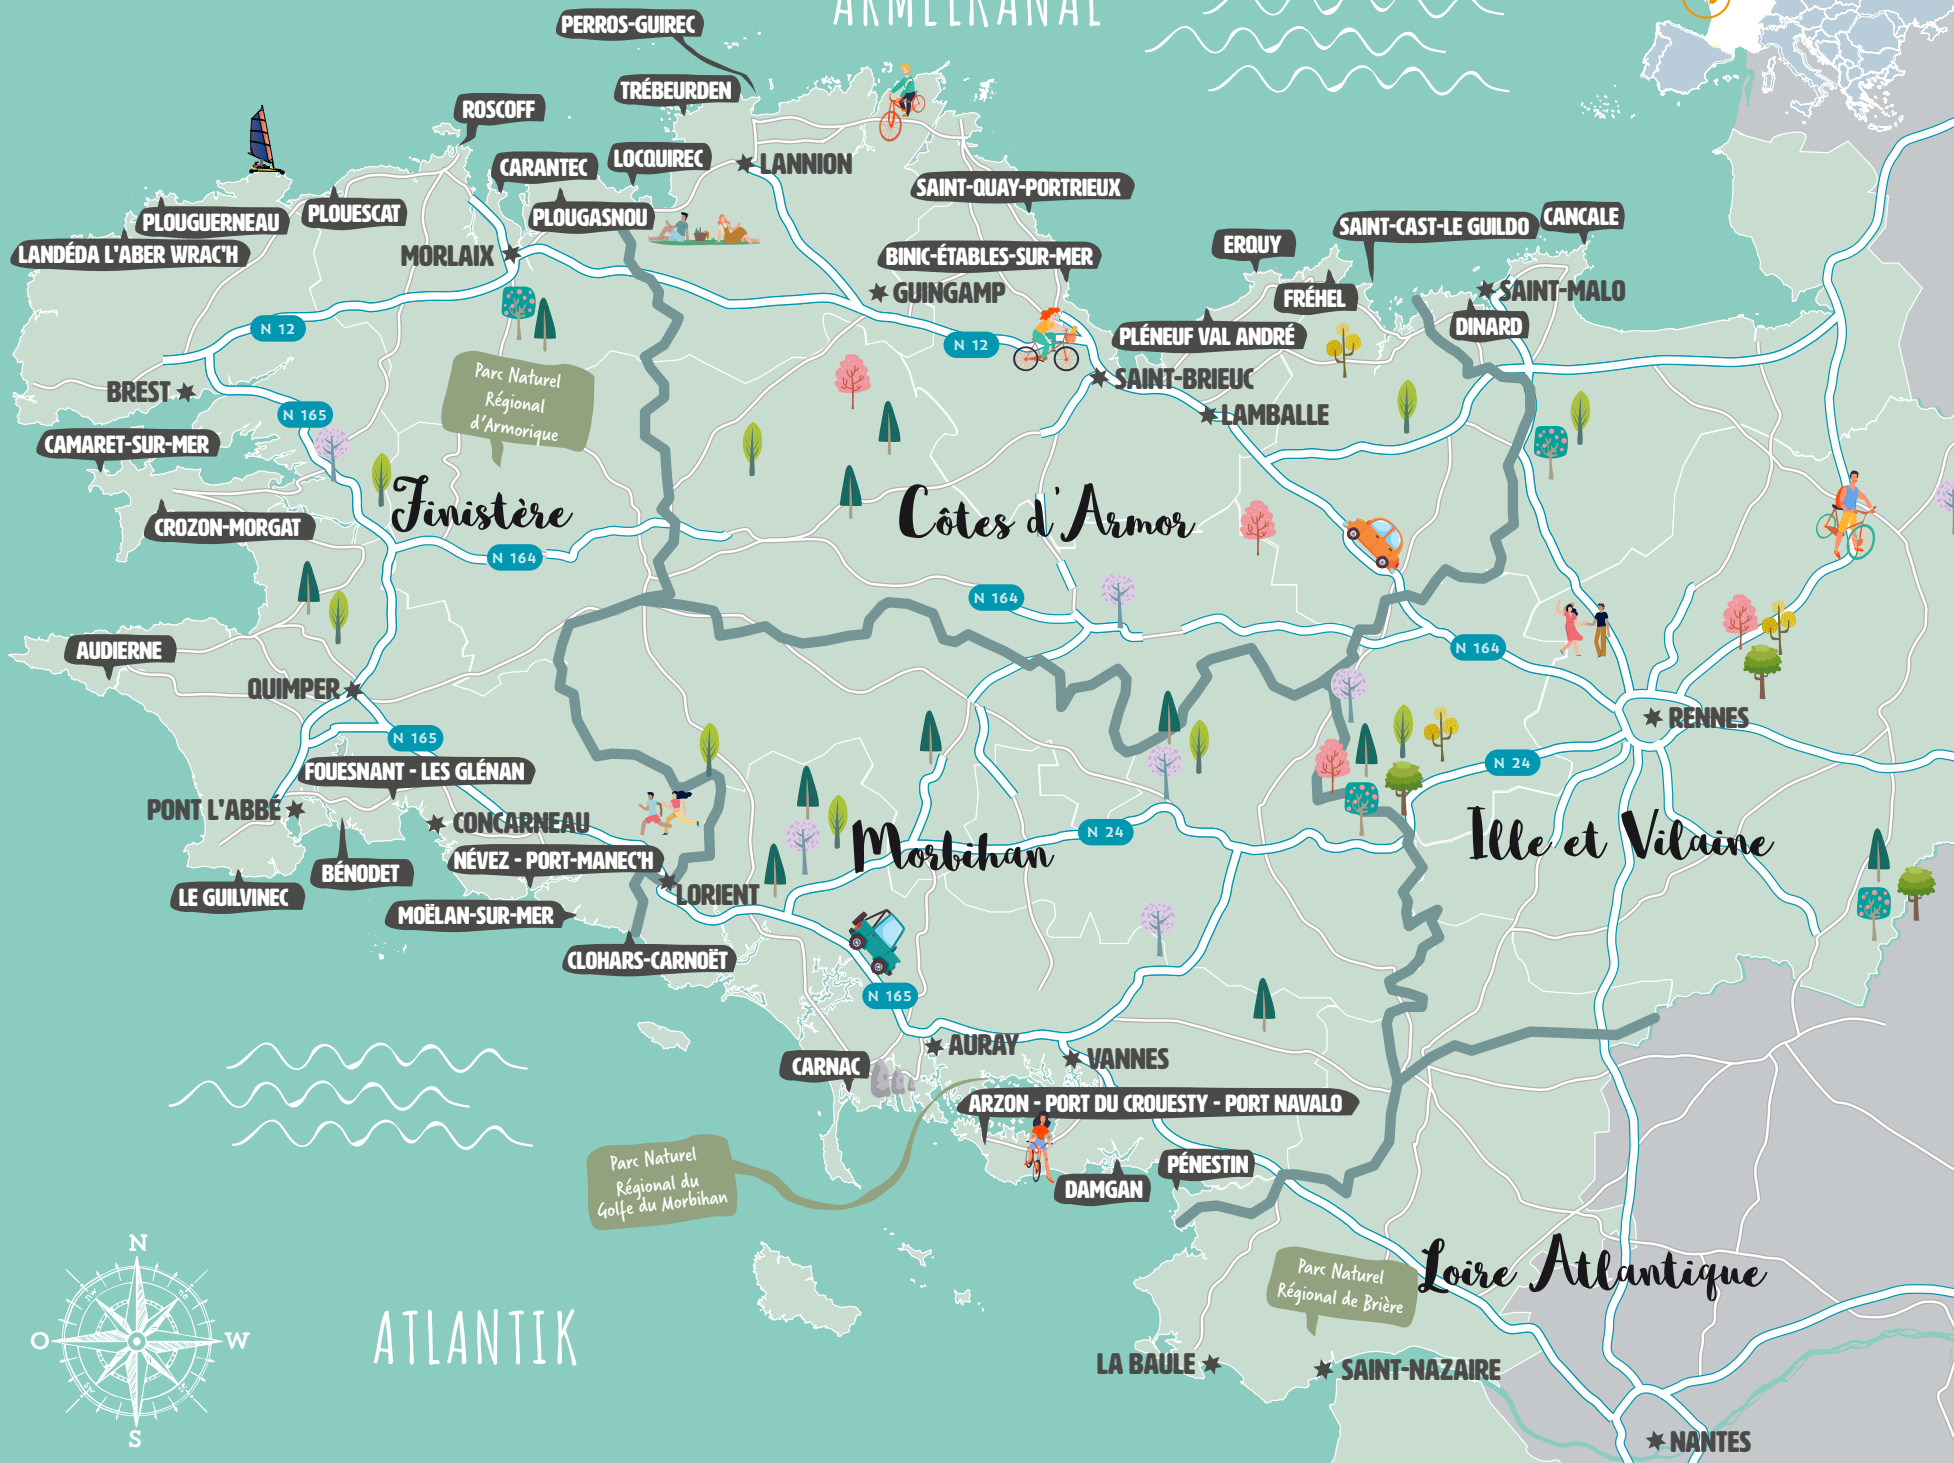 ÄRMELKANAL
PERROS-GUIREC
TRÉBEURDEN
ROSCOFF
CARANTEC
LOCQUIREC
LANNION
PLOUGUERNEAU
PLOUESCAT
PLOUGASNOU
LANDÉDA L'ABER WRAC'H
MORLAIX
SAINT-QUAY-PORTRIEUX
BINIC-ÉTABLES-SUR-MER
GUINGAMP
ERQUY
SAINT-CAST-LE GUILDO
CANCALE
FRÉHEL
SAINT-MALO
DINARD
PLÉNEUF VAL ANDRÉ
N 12
N 12
SAINT-BRIEUC
LAMBALLE
BREST
N 165
Parc Naturel
Régional
d'Armorique
CAMARET-SUR-MER
CROZON-MORGAT
Finistère
Côtes d'Armor
N 164
N 164
N 164
AUDIERNE
QUIMPER
N 165
FOUESNANT - LES GLÉNAN
PONT L'ABBÉ
CONCARNEAU
RENNES
N 24
N 24
Morbihan
Ille et Vilaine
NÉVEZ - PORT-MANEC'H
BÉNODET
LE GUILVINEC
LORIENT
MOËLAN-SUR-MER
CLOHARS-CARNOËT
N 165
AURAY
VANNES
CARNAC
ARZON - PORT DU CROUESTY - PORT NAVALO
PÉNESTIN
DAMGAN
Parc Naturel
Régional du
Golfe du Morbihan
Parc Naturel
Régional de Brière
Loire Atlantique
N
O
W
S
ATLANTIK
LA BAULE
SAINT-NAZAIRE
NANTES